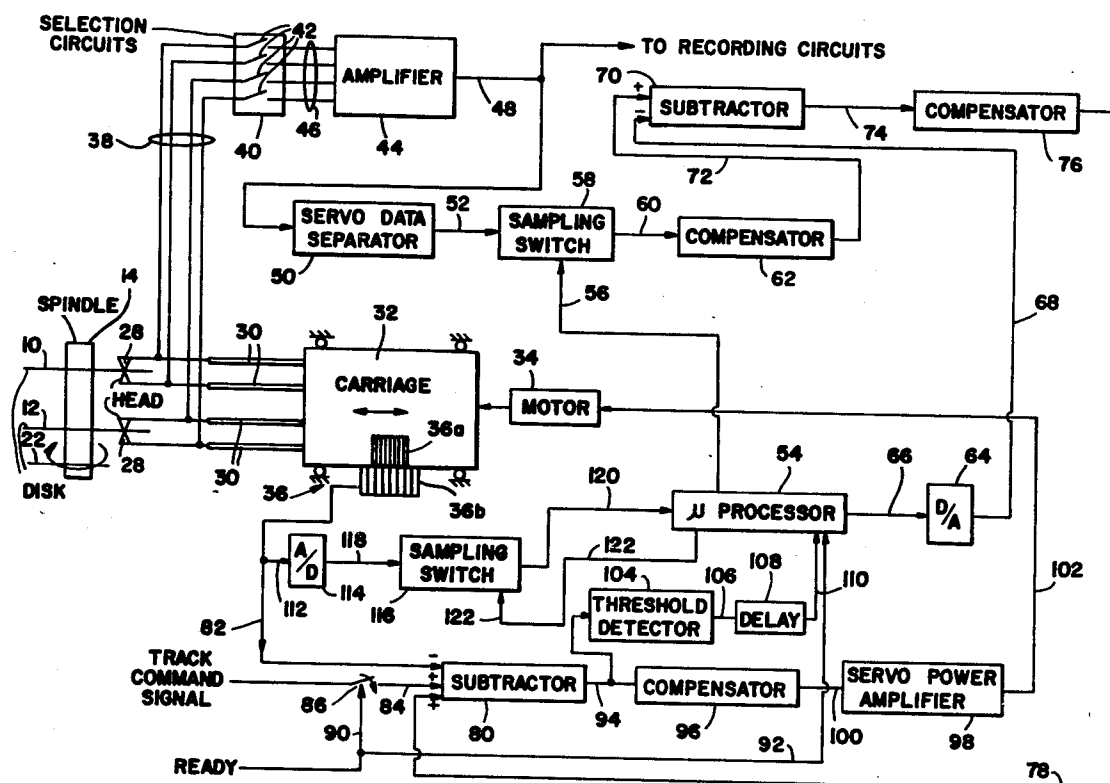 SELECTION
CIRCUITS
42
AMPLIFIER
TO RECORDING CIRCUITS
70
+
-
SUBTRACTOR
COMPENSATOR
38
40
46
44
48
74
76
72
58
52
60
SERVO DATA
SEPARATOR
SAMPLING
SWITCH
COMPENSATOR
50
62
56
68
14
SPINDLE
10
28
30
32
CARRIAGE
34
MOTOR
HEAD
12
30
36a
22
28
30
DISK
36
36b
120
54
66
64
μ PROCESSOR
D/A
118
A/D
SAMPLING
SWITCH
122
104
106
108
110
102
112
114
116
122
THRESHOLD
DETECTOR
DELAY
82
TRACK
COMMAND
SIGNAL
-
+
+
SUBTRACTOR
COMPENSATOR
SERVO POWER
AMPLIFIER
86
84
94
100
90
80
96
92
98
READY
78